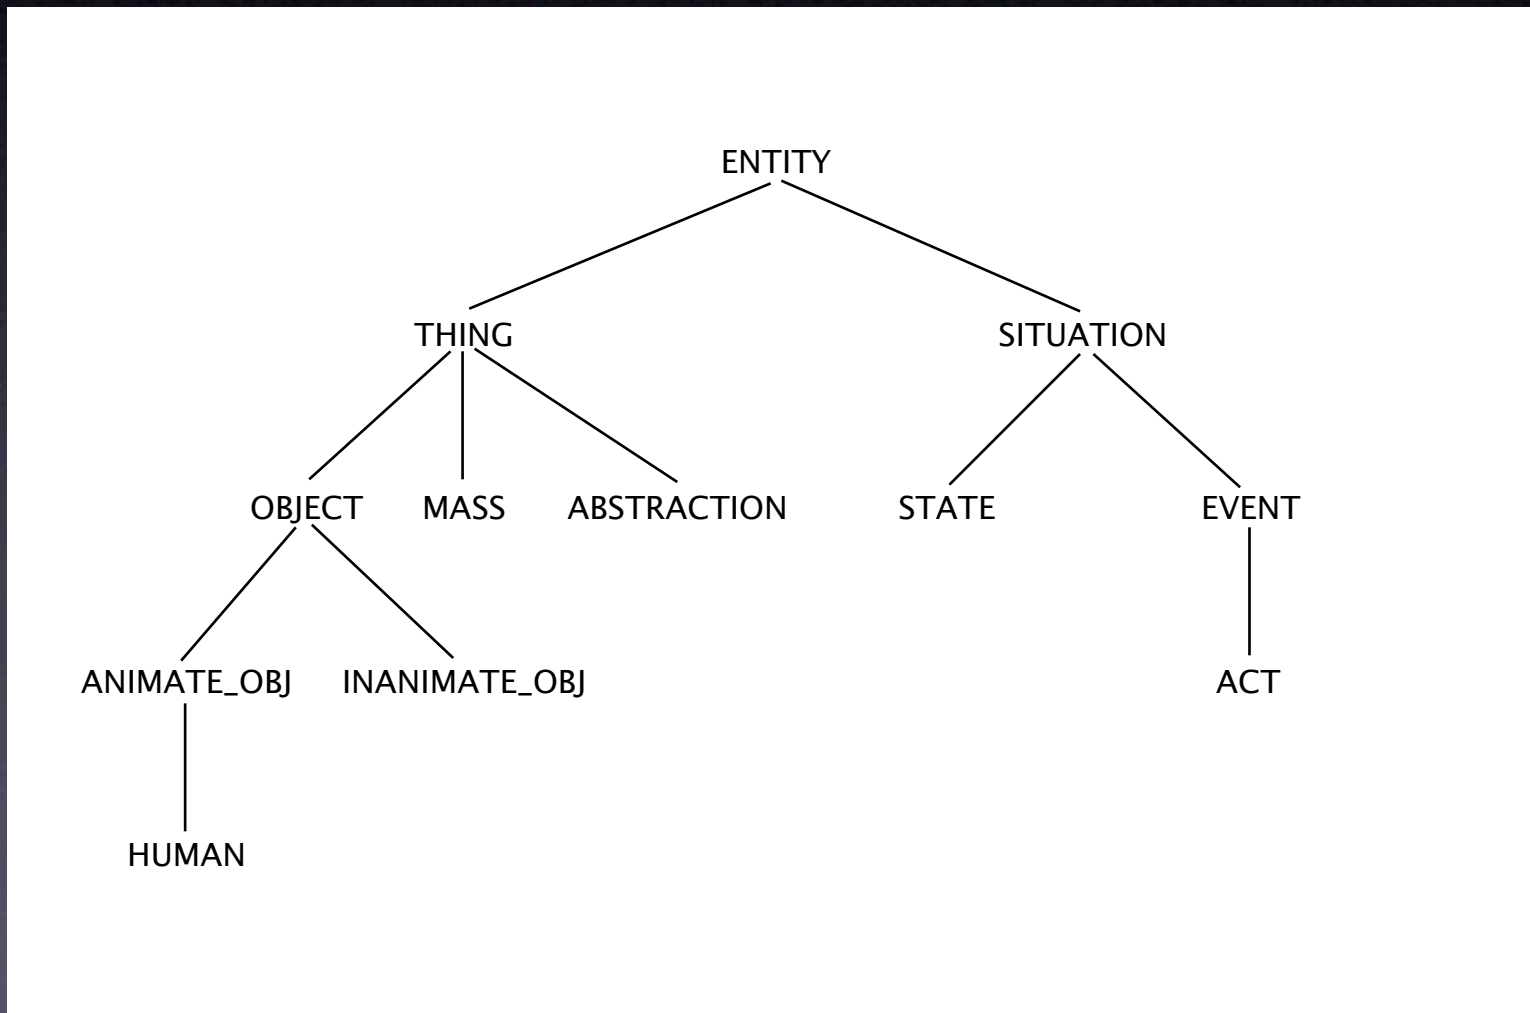 ENTITY
THING SITUATION
OBJECT MASS ABSTRACTION STATE EVENT
ANIMATE_OBJ INANIMATE_OBJ ACT
HUMAN